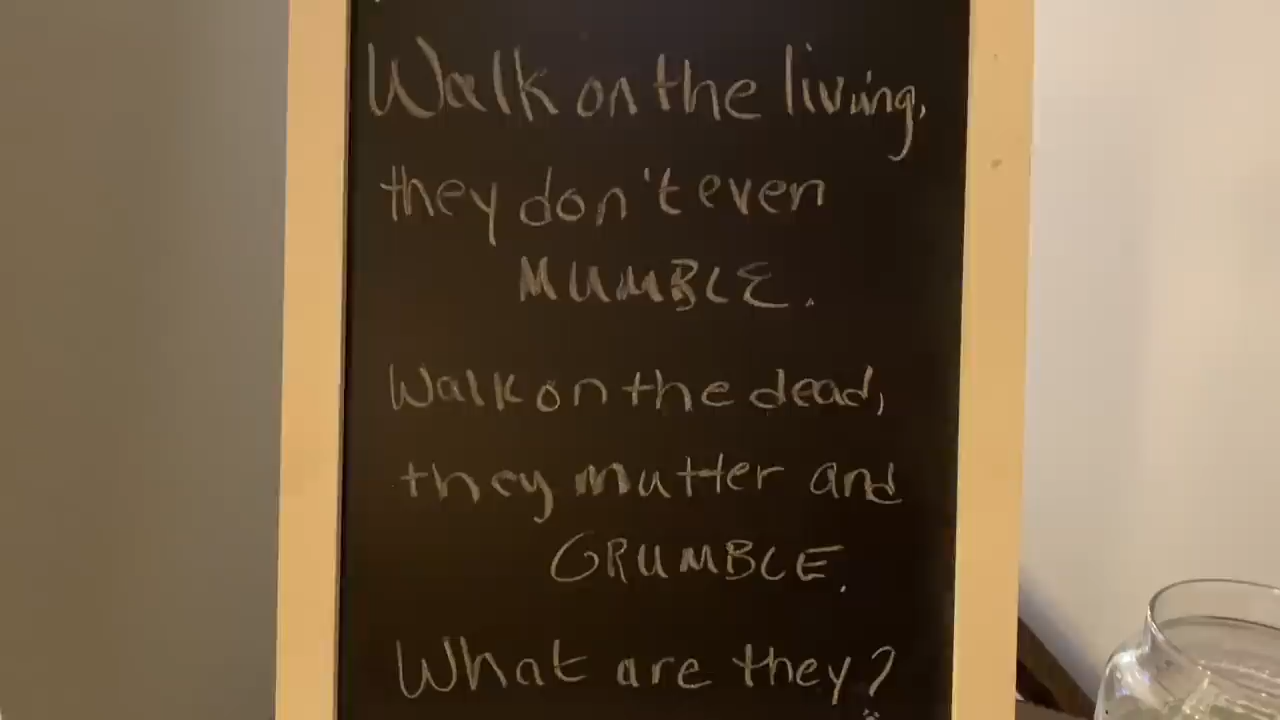 Walk on the living,
they don't even
MUMBLE.
Walk on the dead,
they mutter and
GRUMBLE.
What are they?